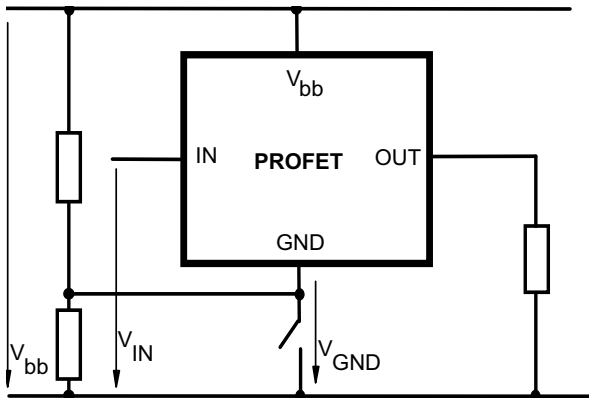 V_bb
IN
PROFET
OUT
GND
V_bb
V_IN
V_GND